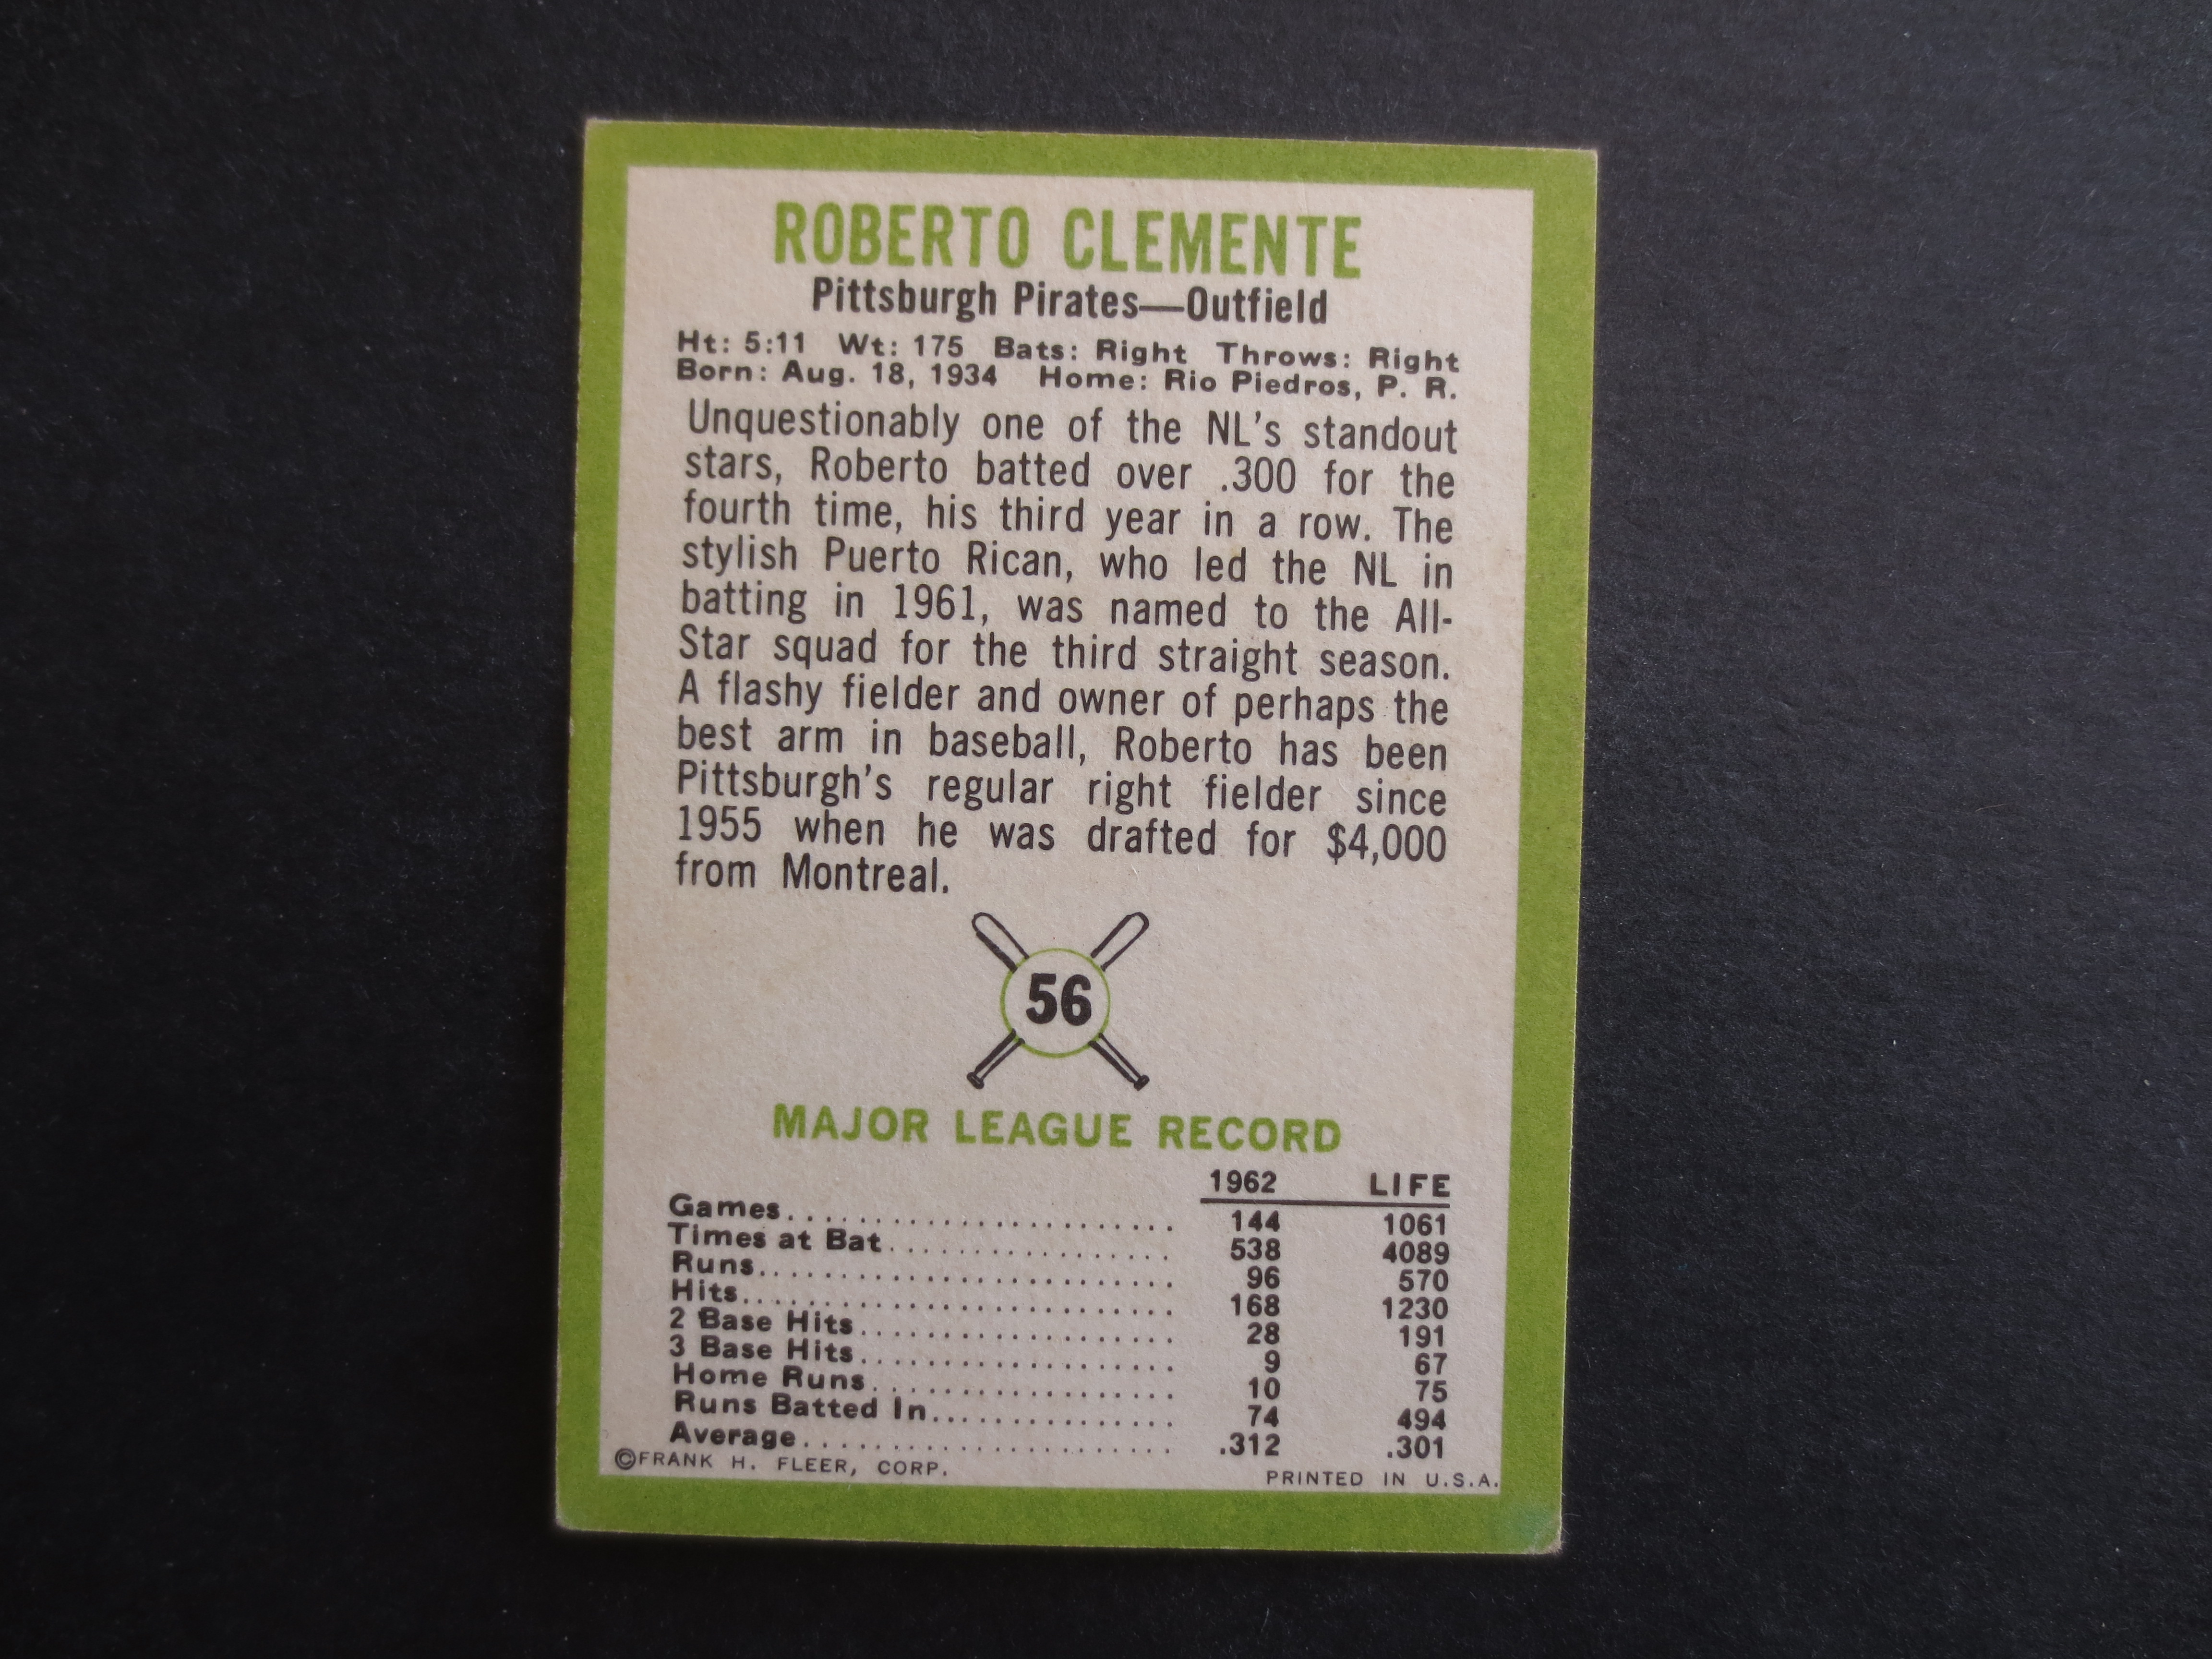 ROBERTO CLEMENTE
Pittsburgh Pirates—Outfield
Ht: 5:11 Wt: 175 Bats: Right Throws: Right
Born: Aug. 18, 1934 Home: Rio Piedros, P. R.
Unquestionably one of the NL's standout
stars, Roberto batted over .300 for the
fourth time, his third year in a row. The
stylish Puerto Rican, who led the NL in
batting in 1961, was named to the All-
Star squad for the third straight season.
A flashy fielder and owner of perhaps the
best arm in baseball, Roberto has been
Pittsburgh's regular right fielder since
1955 when he was drafted for $4,000
from Montreal.
56
MAJOR LEAGUE RECORD
1962 LIFE
Games........................ 144 1061
Times at Bat................. 538 4089
Runs......................... 96 570
Hits......................... 168 1230
2 Base Hits.................. 28 191
3 Base Hits.................. 9 67
Home Runs.................. 10 75
Runs Batted In.............. 74 494
Average...................... .312 .301
©FRANK H. FLEER, CORP. PRINTED IN U.S.A.